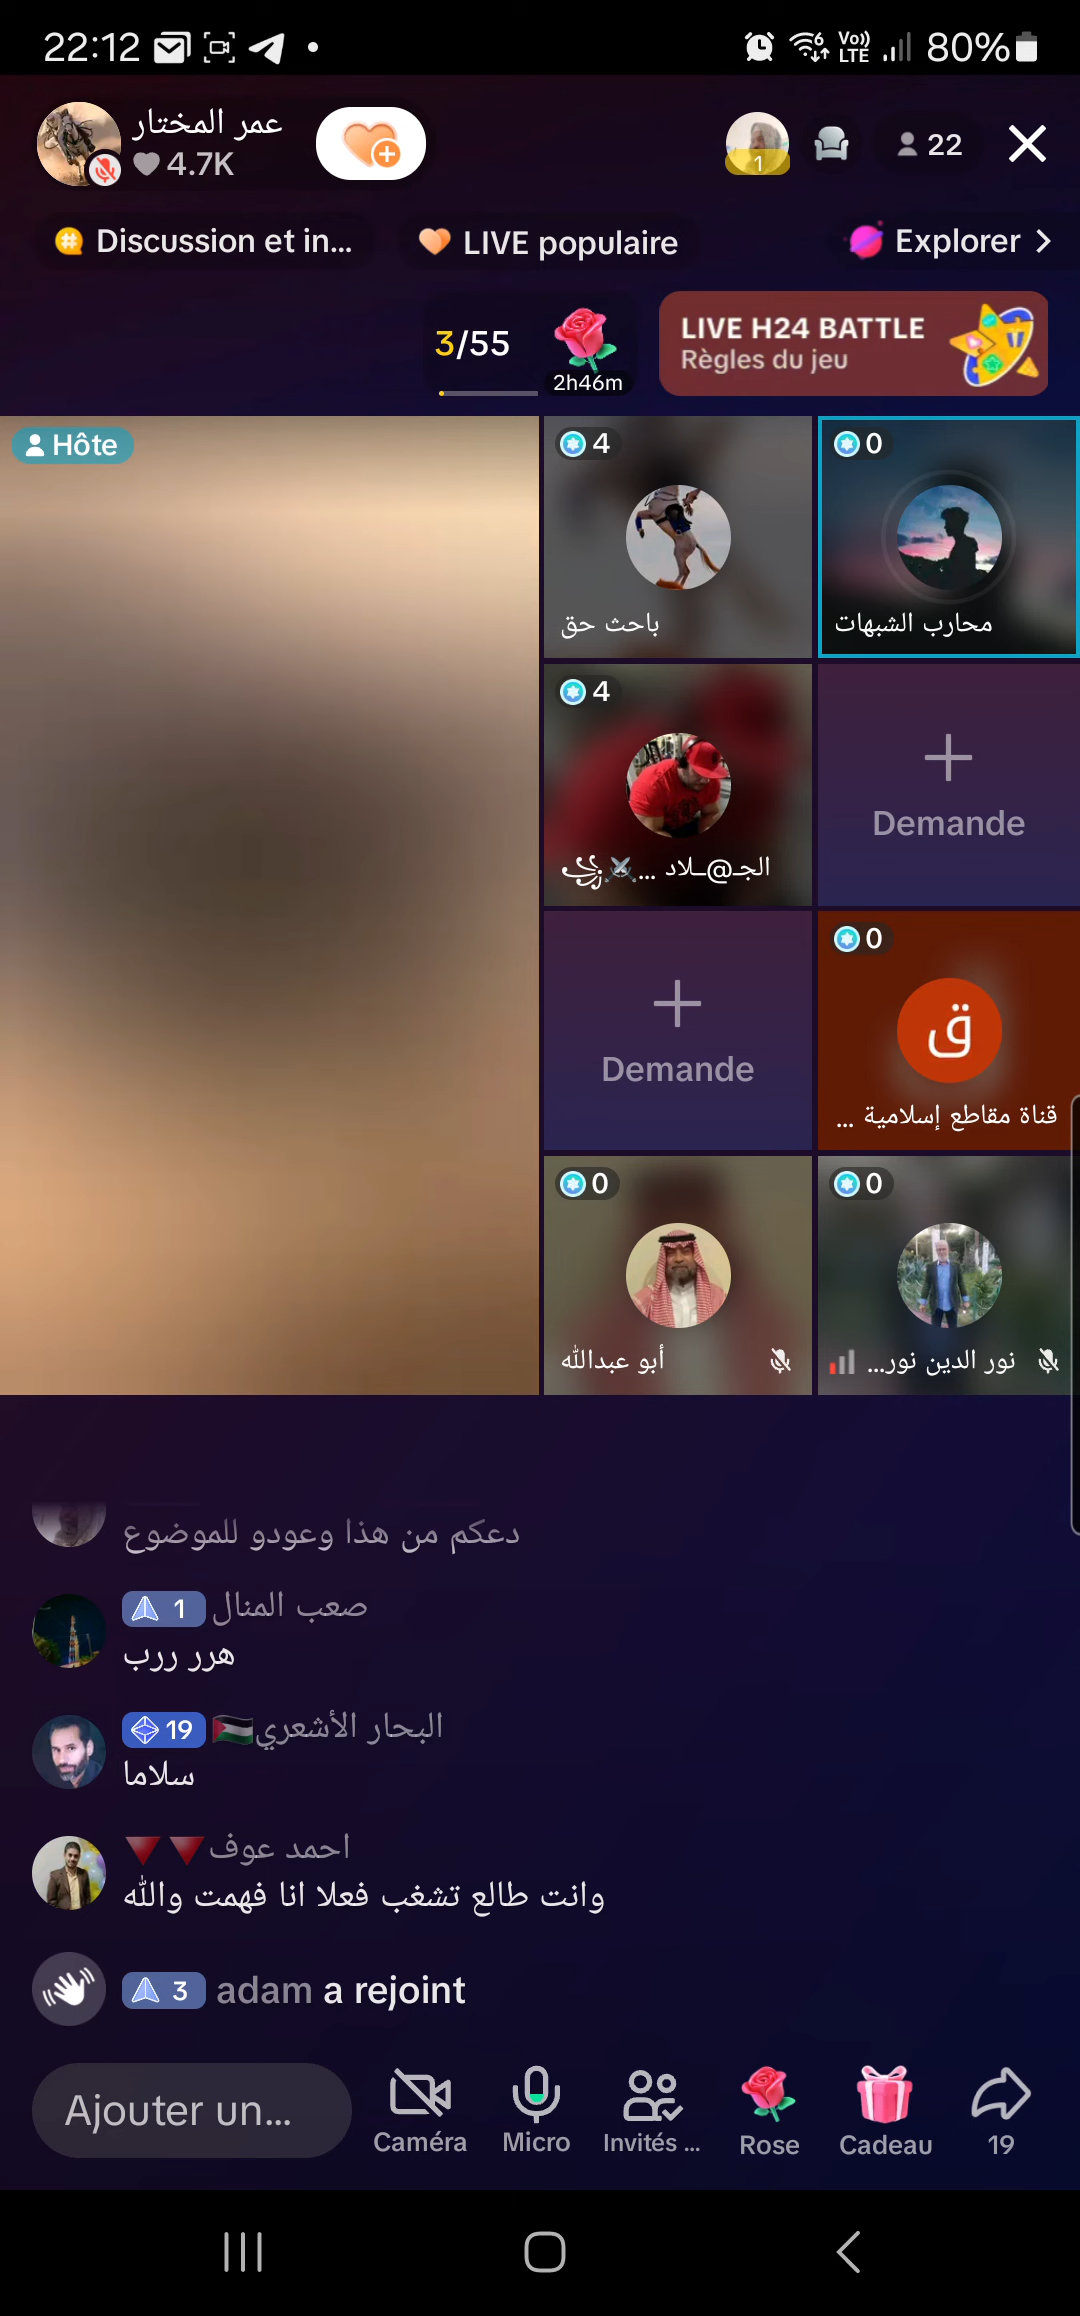 22:12
Vo)) LTE
80%
عمر المختار
4.7K
1
22
Discussion et in...
LIVE populaire
Explorer
3/55
2h46m
LIVE H24 BATTLE
Règles du jeu
Hôte
4
باحث حق
0
محارب الشبهات
4
الجـ@ـلاد ...
Demande
Demande
0
ق
قناة مقاطع إسلامية ...
0
أبو عبدالله
0
نور الدين نور...
دعكم من هذا وعودو للموضوع
1 صعب المنال
هرر ررب
19 البحار الأشعري
سلاما
احمد عوف
وانت طالع تشغب فعلا انا فهمت والله
3 adam a rejoint
Ajouter un...
Caméra
Micro
Invités ...
Rose
Cadeau
19